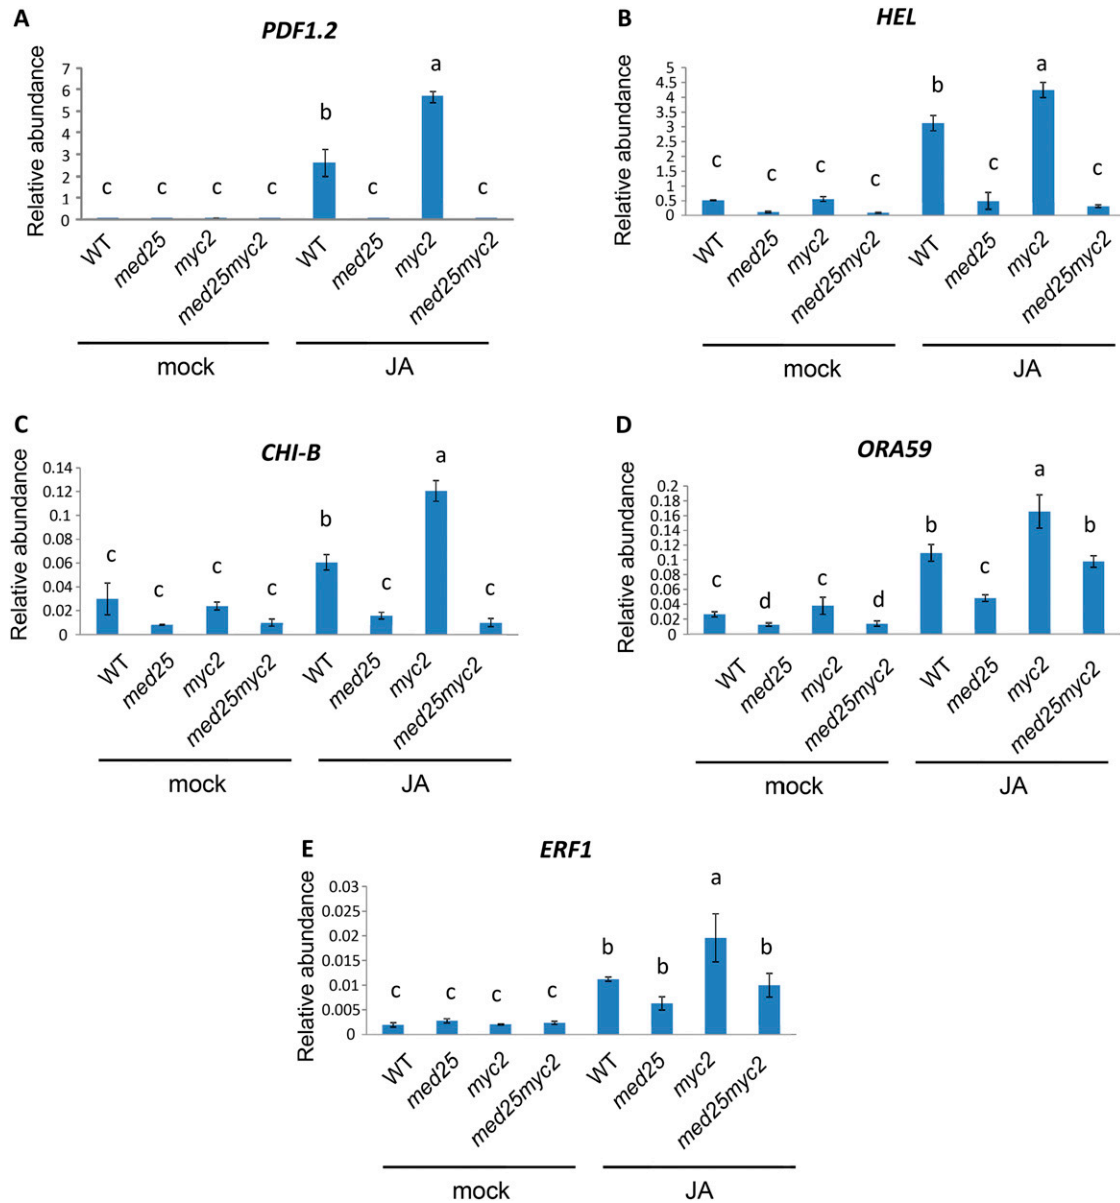 A
PDF1.2
Relative abundance
7
6
5
4
3
2
1
0
c c c c b c a c
WT med25 myc2 med25myc2 WT med25 myc2 med25myc2
mock JA
B
HEL
Relative abundance
5
4.5
4
3.5
3
2.5
2
1.5
1
0.5
0
c c c c b c a c
WT med25 myc2 med25myc2 WT med25 myc2 med25myc2
mock JA
C
CHI-B
Relative abundance
0.14
0.12
0.1
0.08
0.06
0.04
0.02
0
c c c c b c a c
WT med25 myc2 med25myc2 WT med25 myc2 med25myc2
mock JA
D
ORA59
Relative abundance
0.2
0.18
0.16
0.14
0.12
0.1
0.08
0.06
0.04
0.02
0
c d c d b c a b
WT med25 myc2 med25myc2 WT med25 myc2 med25myc2
mock JA
E
ERF1
Relative abundance
0.03
0.025
0.02
0.015
0.01
0.005
0
c c c c b b a b
WT med25 myc2 med25myc2 WT med25 myc2 med25myc2
mock JA